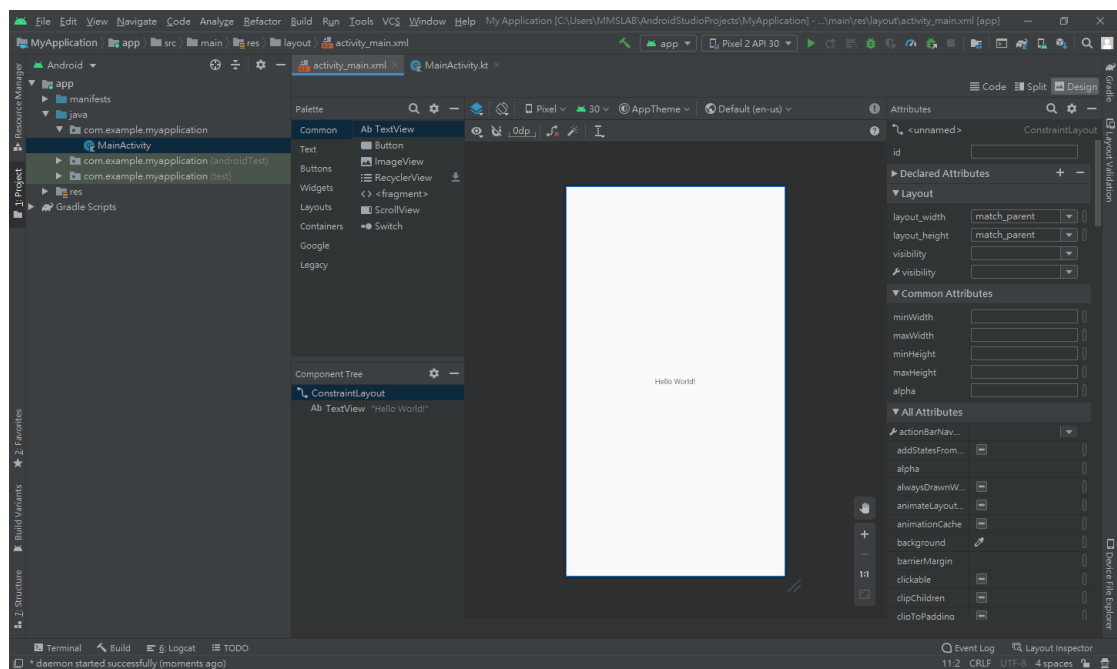 File Edit View Navigate Code Analyze Refactor Build Run Tools VCS Window Help My Application [C:\Users\MMSLAB\AndroidStudioProjects\MyApplication] - ...\main\res\layout\activity_main.xml [app]
MyApplication app src main res layout activity_main.xml app Pixel 2 API 30
Android
activity_main.xml MainActivity.kt
app
manifests
java
com.example.myapplication
MainActivity
com.example.myapplication (androidTest)
com.example.myapplication (test)
res
Gradle Scripts
Resource Manager
1: Project
2: Favorites
Build Variants
7: Structure
Code Split Design
Palette
Common
Text
Buttons
Widgets
Layouts
Containers
Google
Legacy
Ab TextView
Button
ImageView
RecyclerView
<> <fragment>
ScrollView
Switch
Component Tree
ConstraintLayout
Ab TextView "Hello World!"
Pixel 30 AppTheme Default (en-us)
0dp
Hello World!
1:1
Attributes
<unnamed> ConstraintLayout
id
Declared Attributes
Layout
layout_width match_parent
layout_height match_parent
visibility
visibility
Common Attributes
minWidth
maxWidth
minHeight
maxHeight
alpha
All Attributes
actionBarNav...
addStatesFrom...
alpha
alwaysDrawnW...
animateLayout...
animationCache
background
barrierMargin
clickable
clipChildren
clipToPadding
Gradle
Layout Validation
Device File Explorer
Terminal Build 6: Logcat TODO Event Log Layout Inspector
* daemon started successfully (moments ago) 11:2 CRLF UTF-8 4 spaces